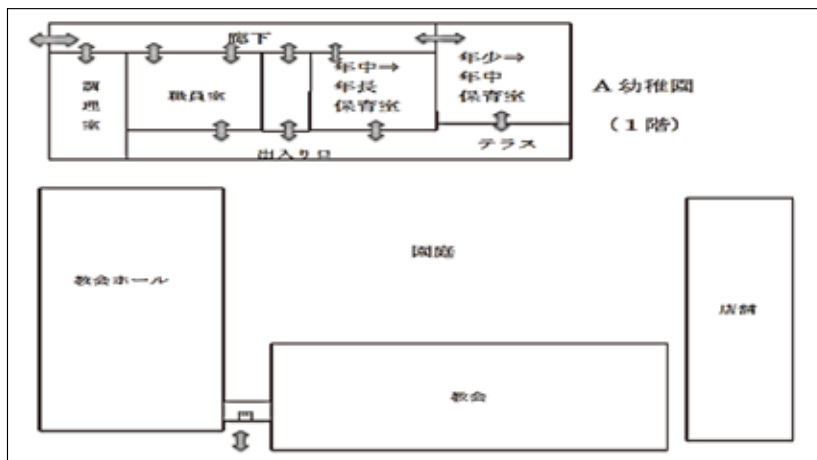 廊下
調
理
室
職員室
年中→
年長
保育室
年少→
年中
保育室
A 幼稚園
(1 階)
出入り口
テラス
園庭
教会ホール
店舗
教会
門